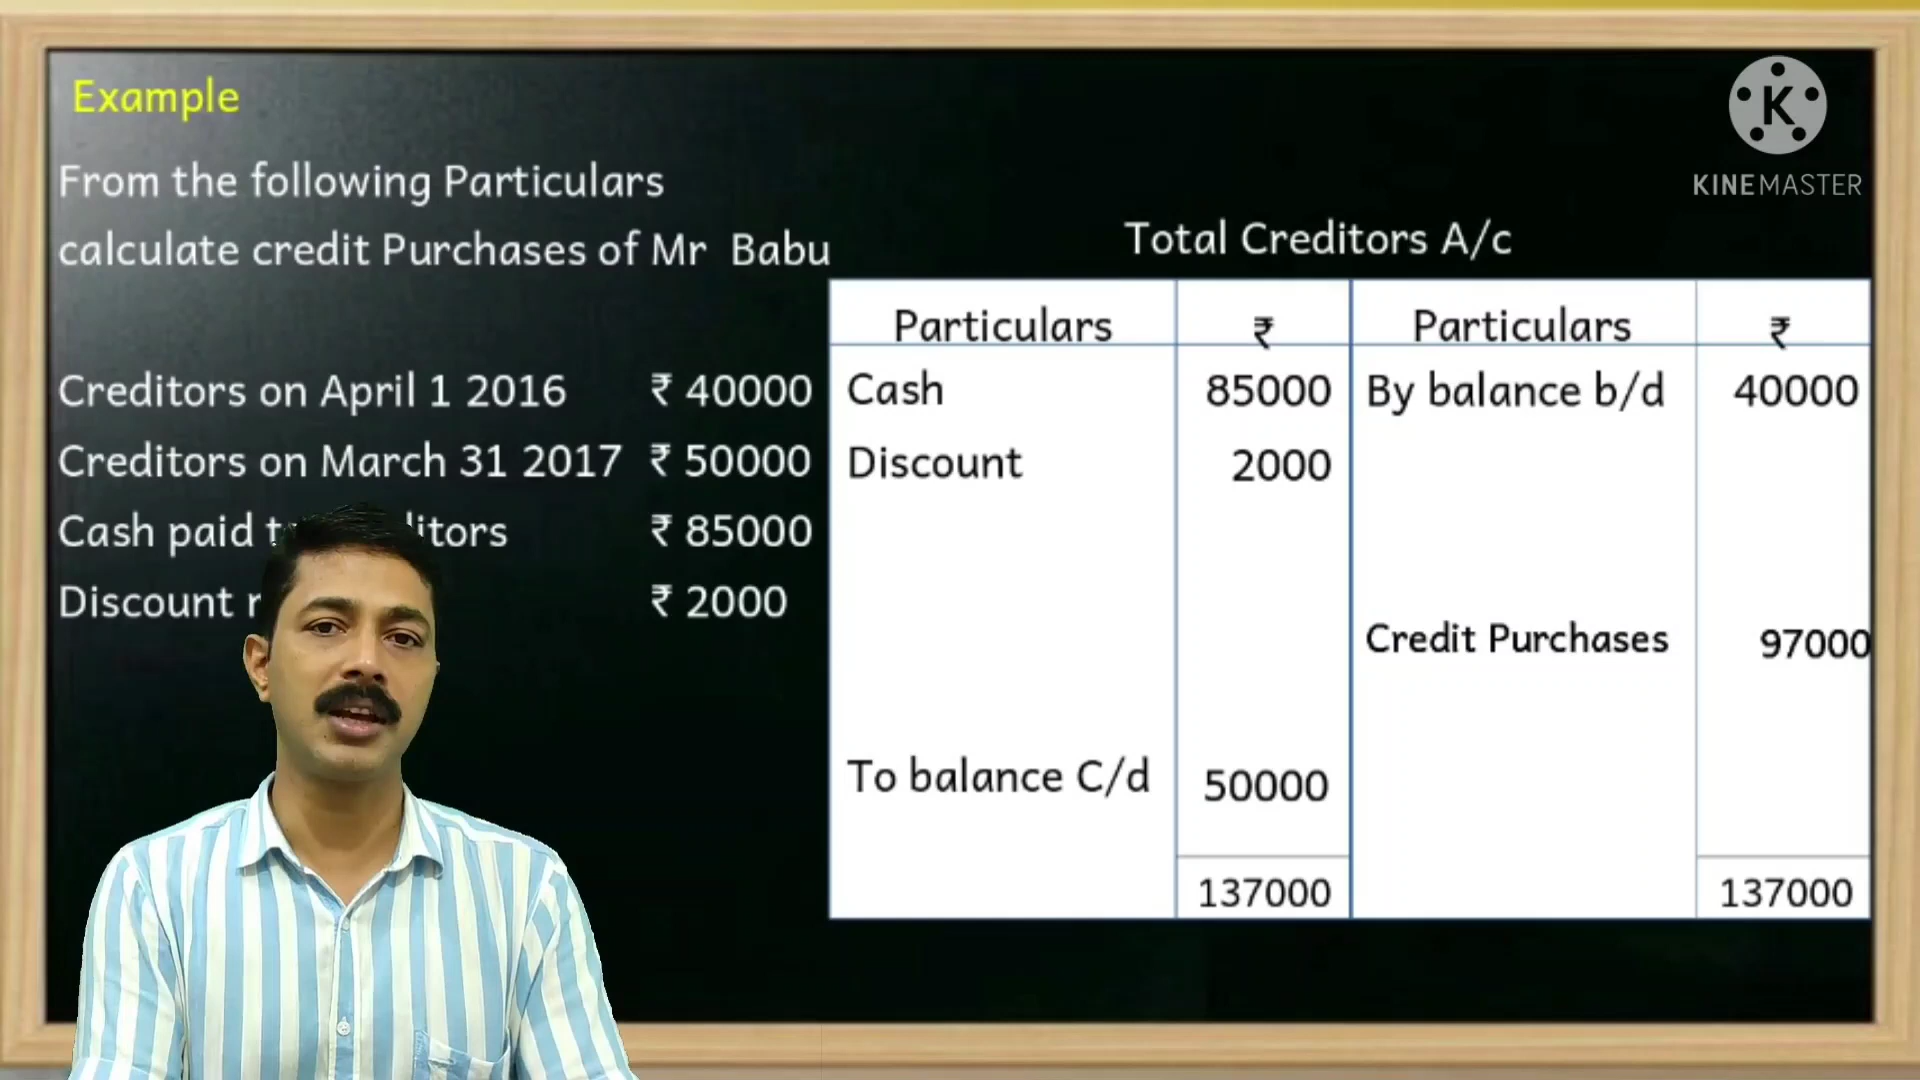 Example
From the following Particulars
calculate credit Purchases of Mr Babu
Creditors on April 1 2016 ₹ 40000
Creditors on March 31 2017 ₹ 50000
Cash paid ₹ 85000
Discount ₹ 2000
KINEMASTER
Total Creditors A/c
Particulars ₹ Particulars ₹
Cash 85000 By balance b/d 40000
Discount 2000
Credit Purchases 97000
To balance C/d 50000
137000 137000